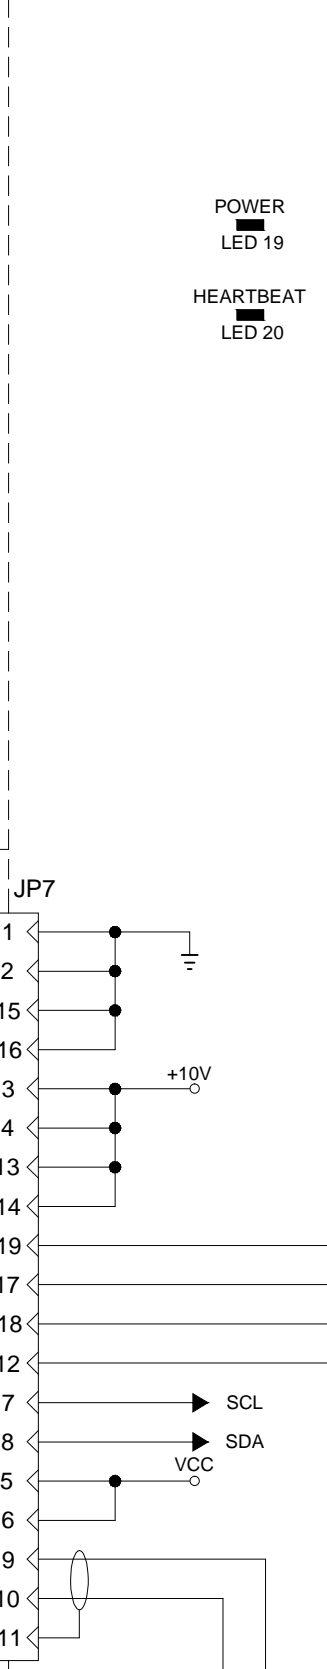 POWER
LED 19
HEARTBEAT
LED 20
JP7
1
2
15
16
3
+10V
4
13
14
19
17
18
12
7 SCL
8 SDA
VCC
5
6
9
10
11